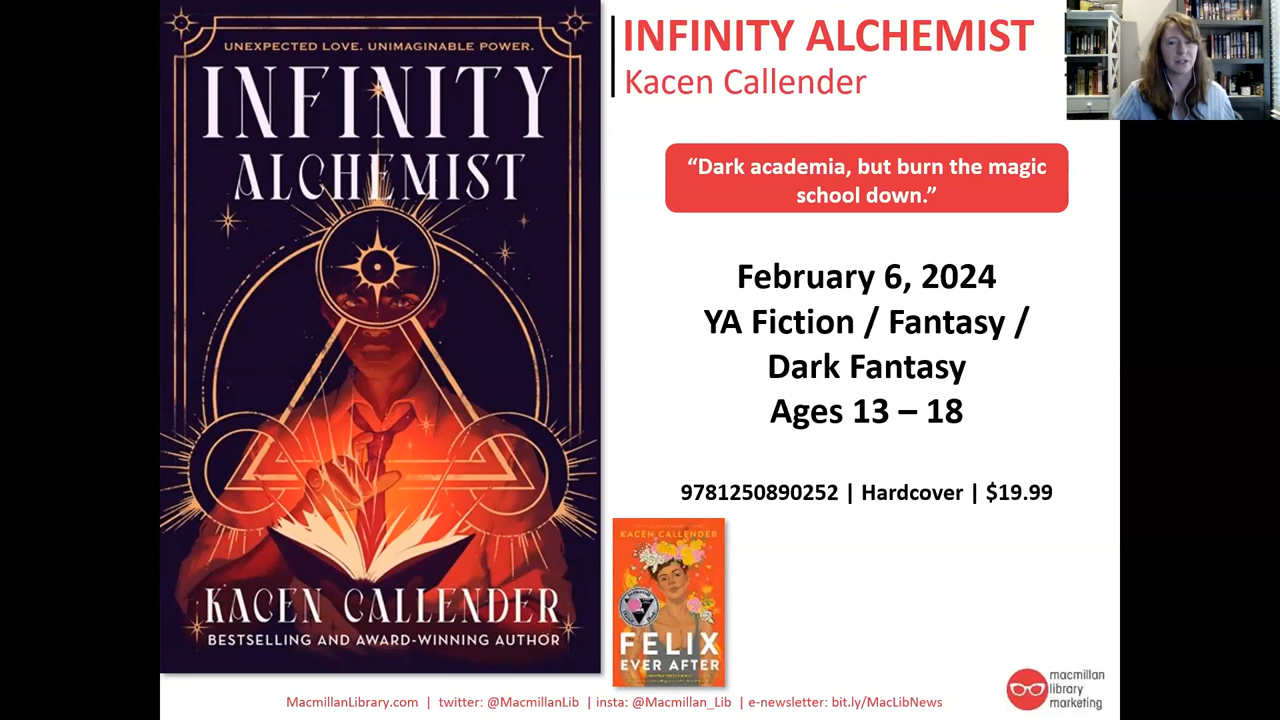 UNEXPECTED LOVE. UNIMAGINABLE POWER.
INFINITY
ALCHEMIST
KACEN CALLENDER
BESTSELLING AND AWARD-WINNING AUTHOR
INFINITY ALCHEMIST
Kacen Callender
“Dark academia, but burn the magic
school down.”
February 6, 2024
YA Fiction / Fantasy /
Dark Fantasy
Ages 13 – 18
9781250890252 | Hardcover | $19.99
KACEN CALLENDER
FELIX
EVER AFTER
MacmillanLibrary.com | twitter: @MacmillanLib | insta: @Macmillan_Lib | e-newsletter: bit.ly/MacLibNews
macmillan
library
marketing